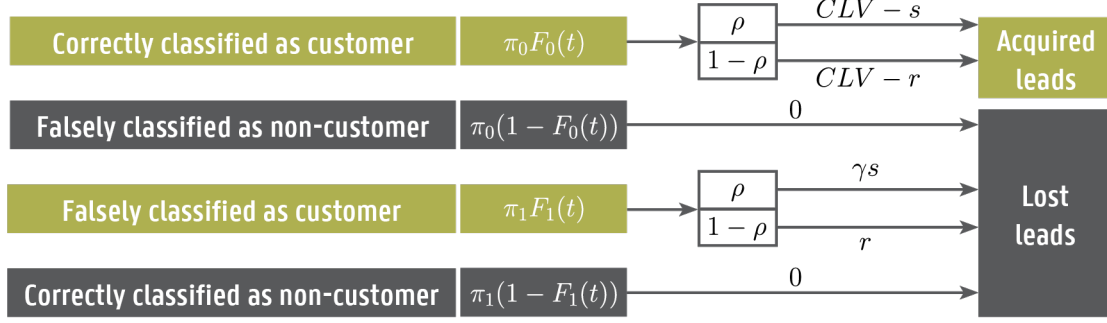 Correctly classified as customer
π₀F₀(t)
ρ
1 − ρ
CLV − s
CLV − r
Acquired
leads
Falsely classified as non-customer
π₀(1 − F₀(t))
0
Falsely classified as customer
π₁F₁(t)
ρ
1 − ρ
γs
r
Lost
leads
Correctly classified as non-customer
π₁(1 − F₁(t))
0